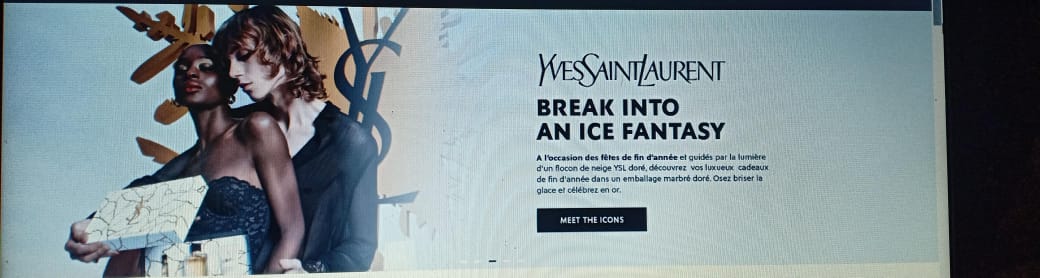 YVESSAINTLAURENT
BREAK INTO
AN ICE FANTASY
A l'occasion des fêtes de fin d'année et guidés par la lumière
d'un flocon de neige YSL doré, découvrez vos luxueux cadeaux
de fin d'année dans un emballage marbré doré. Osez briser la
glace et célébrez en or.
MEET THE ICONS